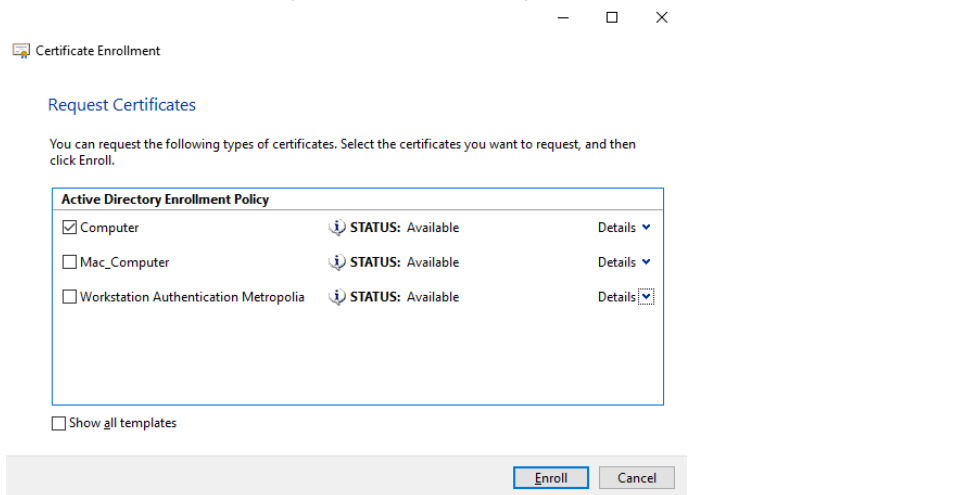 Certificate Enrollment
Request Certificates
You can request the following types of certificates. Select the certificates you want to request, and then
click Enroll.
Active Directory Enrollment Policy
Computer STATUS: Available Details
Mac_Computer STATUS: Available Details
Workstation Authentication Metropolia STATUS: Available Details
Show all templates
Enroll Cancel